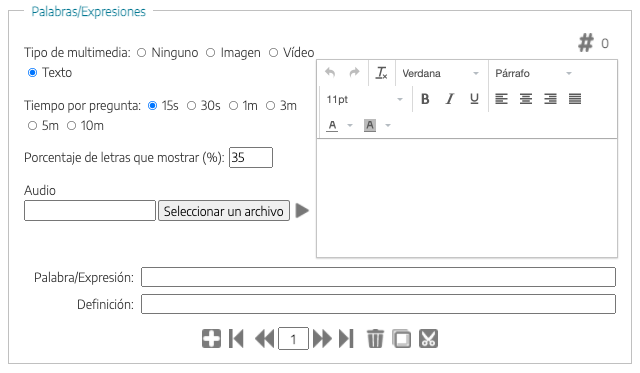 Palabras/Expresiones
# 0
Tipo de multimedia: Ninguno Imagen Vídeo
Texto
Tiempo por pregunta: 15s 30s 1m 3m
5m 10m
Porcentaje de letras que mostrar (%): 35
Audio
Seleccionar un archivo
Verdana Párrafo
11pt B I U
A A
Palabra/Expresión:
Definición:
1